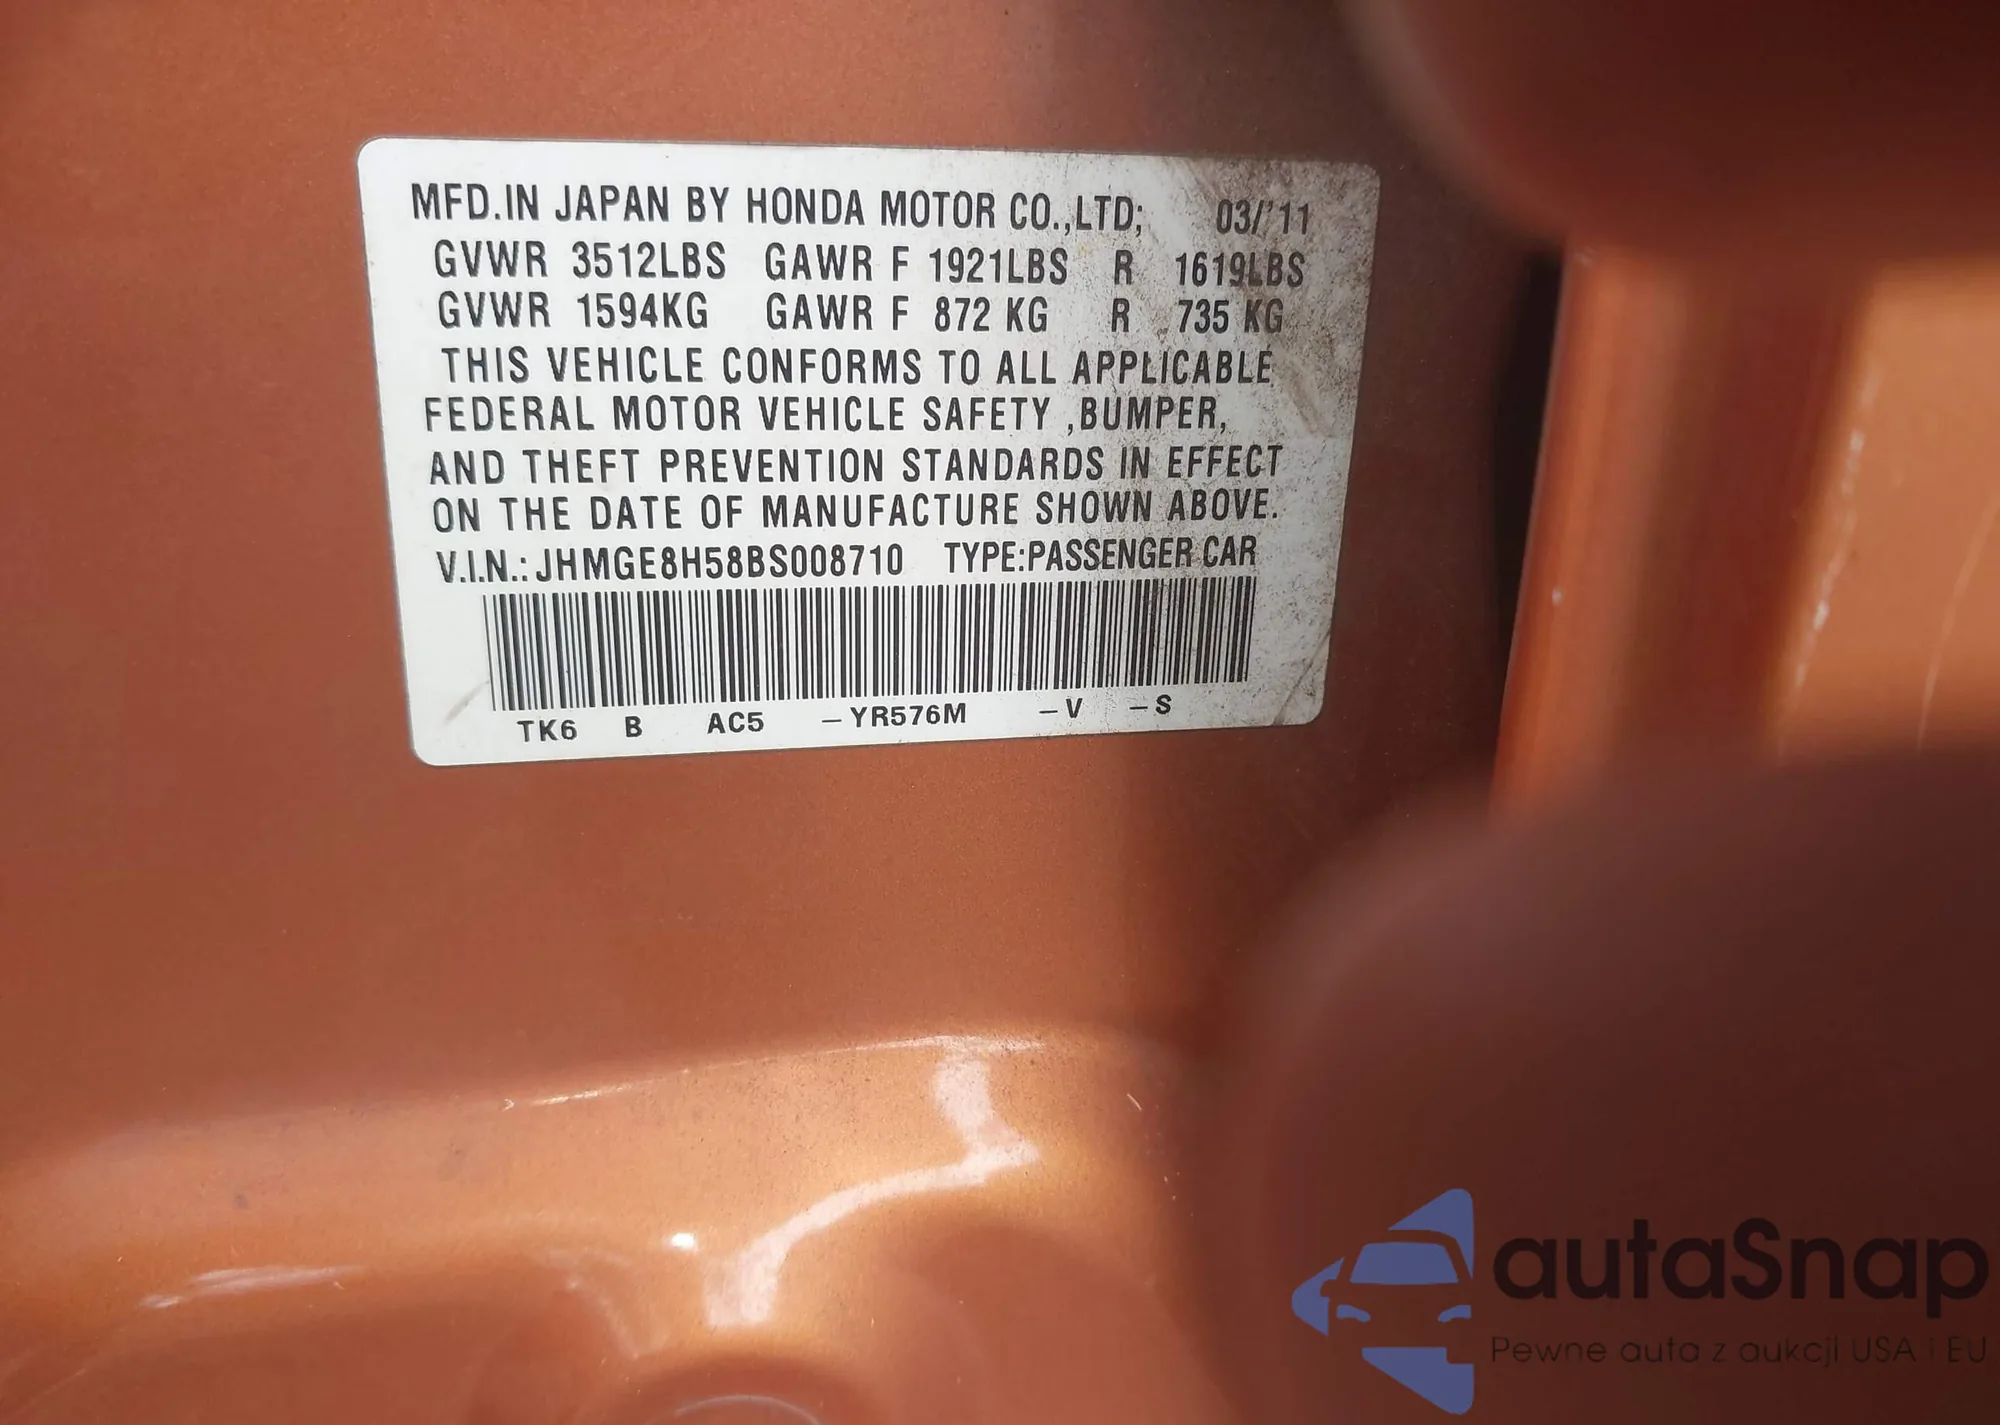 MFD.IN JAPAN BY HONDA MOTOR CO.,LTD; 03/'11
GVWR 3512LBS GAWR F 1921LBS R 1619LBS
GVWR 1594KG GAWR F 872 KG R 735 KG
THIS VEHICLE CONFORMS TO ALL APPLICABLE
FEDERAL MOTOR VEHICLE SAFETY ,BUMPER,
AND THEFT PREVENTION STANDARDS IN EFFECT
ON THE DATE OF MANUFACTURE SHOWN ABOVE.
V.I.N.: JHMGE8H58BS008710 TYPE:PASSENGER CAR
TK6 B AC5 -YR576M -V -S
autaSnap
Pewne auta z aukcji USA i EU